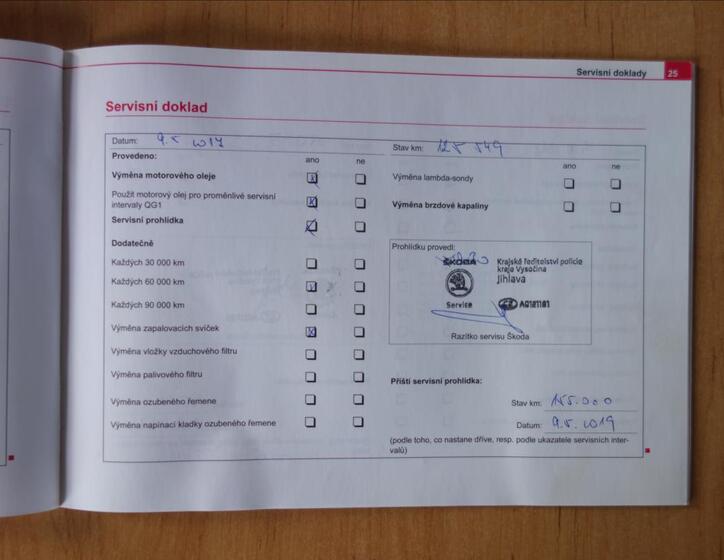 Servisní doklady 25
Servisní doklad
Datum: 9.5. 2017
Provedeno: ano ne
Výměna motorového oleje
Použit motorový olej pro proměnlivé servisní
intervaly QG1
Servisní prohlídka
Dodatečně
Každých 30 000 km
Každých 60 000 km
Každých 90 000 km
Výměna zapalovacích svíček
Výměna vložky vzduchového filtru
Výměna palivového filtru
Výměna ozubeného řemene
Výměna napínací kladky ozubeného řemene
Stav km: 125 549
ano ne
Výměna lambda-sondy
Výměna brzdové kapaliny
Prohlídku provedl:
ŠKODA Krajské ředitelství policie
kraje Vysočina
Jihlava
Service AQ181181
Razítko servisu Škoda
Příští servisní prohlídka:
Stav km: 155.000
Datum: 9.5. 2019
(podle toho, co nastane dříve, resp. podle ukazatele servisních inter-
valů)